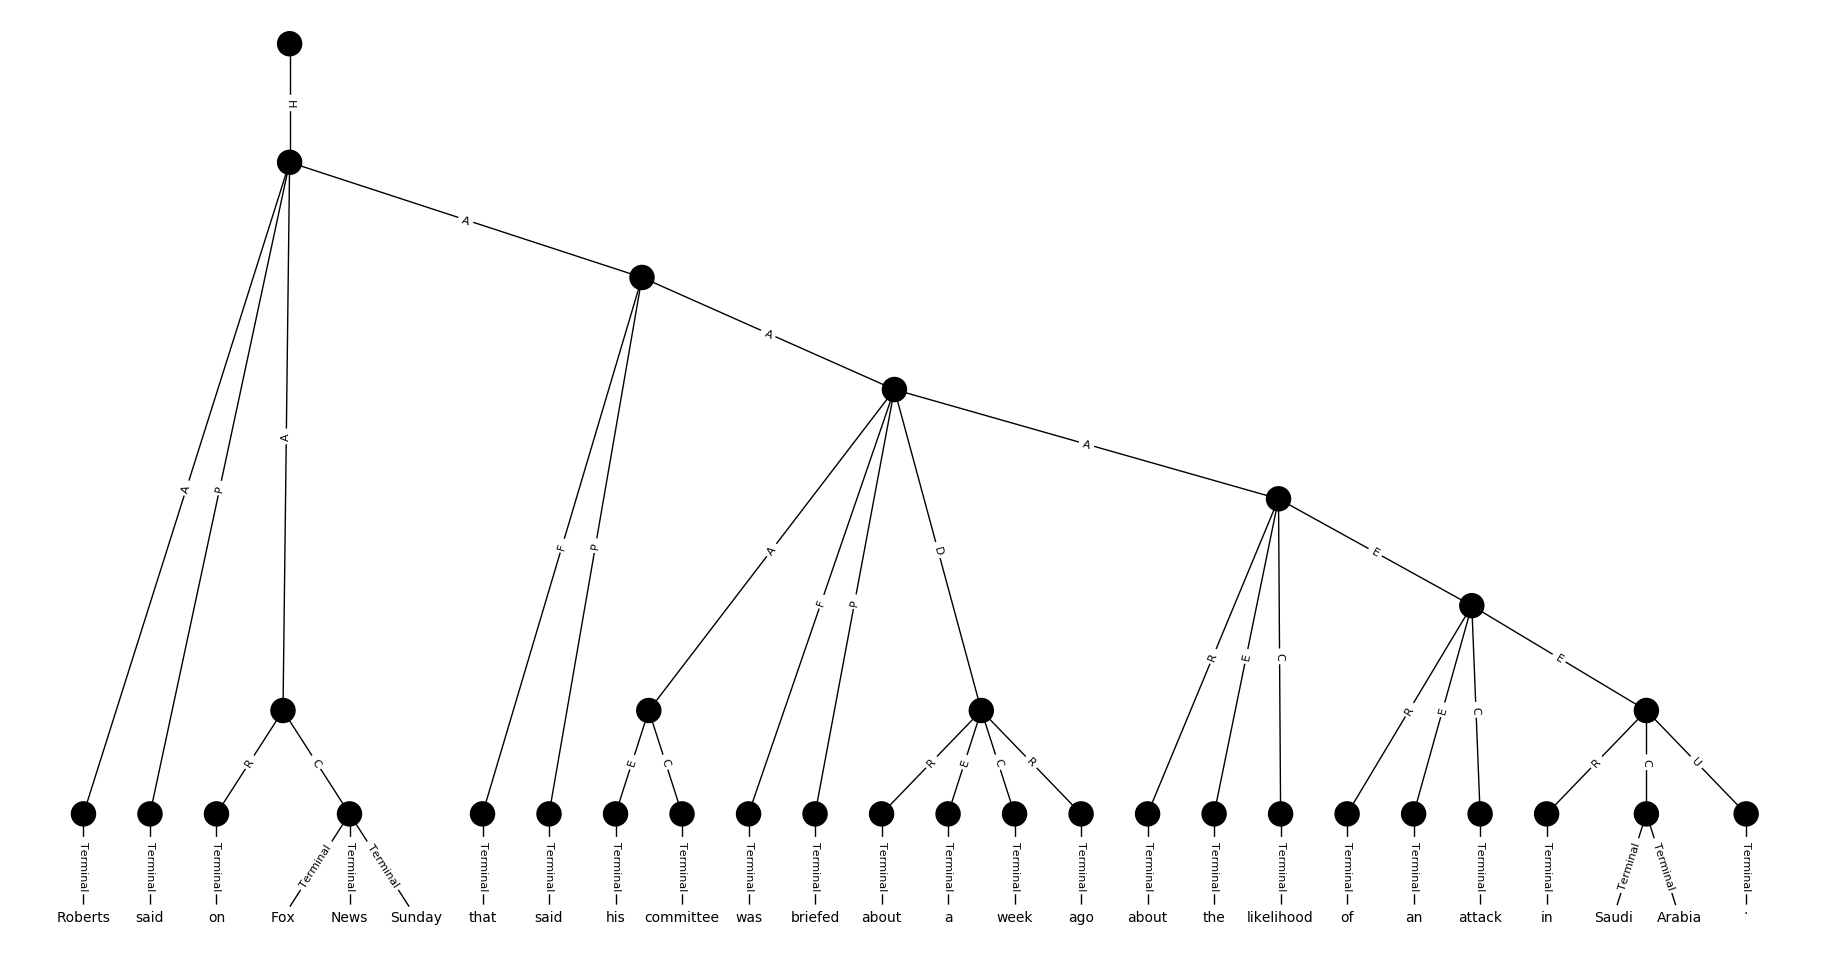 H
A
A
A
A P
A
F P
A F P
D
R E C
E
R E C
E
R C
E C
R E C R
R C U
Terminal Terminal Terminal Terminal Terminal Terminal Terminal Terminal Terminal Terminal Terminal Terminal Terminal Terminal Terminal Terminal Terminal Terminal Terminal Terminal Terminal Terminal Terminal Terminal Terminal Terminal
Roberts said on Fox News Sunday that said his committee was briefed about a week ago about the likelihood of an attack in Saudi Arabia .